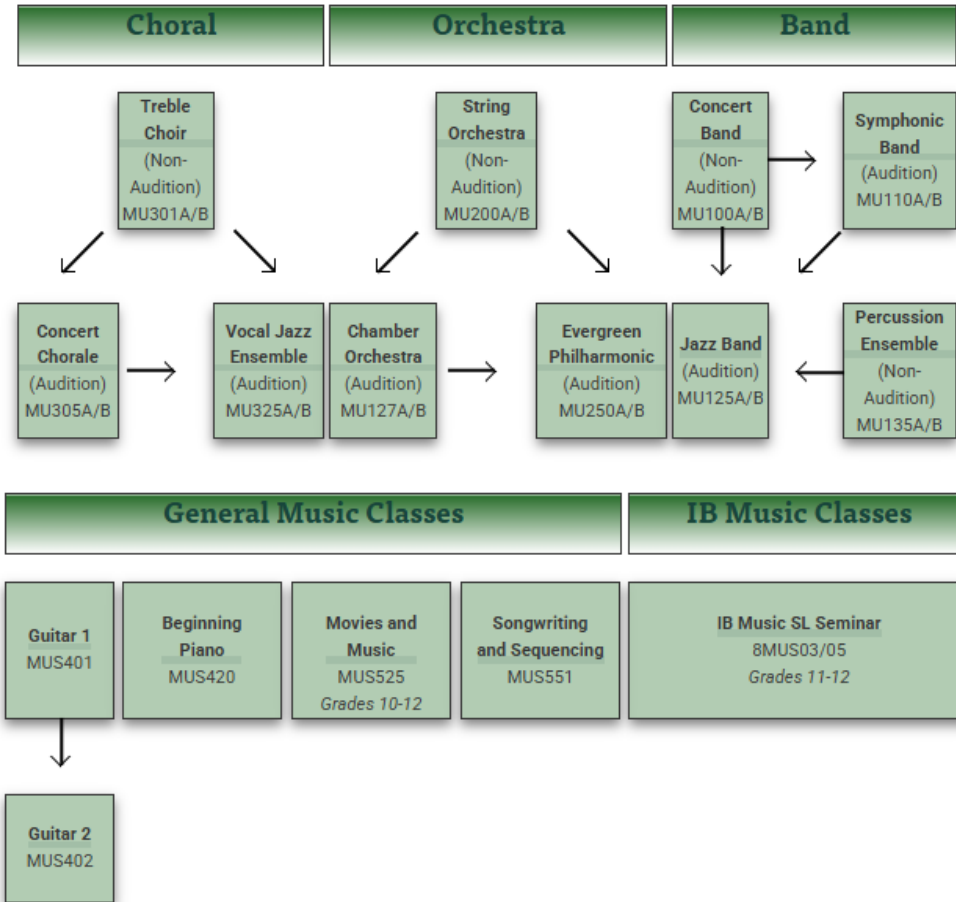 Choral
Orchestra
Band
Treble
Choir
(Non-
Audition)
MU301A/B
String
Orchestra
(Non-
Audition)
MU200A/B
Concert
Band
(Non-
Audition)
MU100A/B
Symphonic
Band
(Audition)
MU110A/B
Concert
Chorale
(Audition)
MU305A/B
Vocal Jazz
Ensemble
(Audition)
MU325A/B
Chamber
Orchestra
(Audition)
MU127A/B
Evergreen
Philharmonic
(Audition)
MU250A/B
Jazz Band
(Audition)
MU125A/B
Percussion
Ensemble
(Non-
Audition)
MU135A/B
General Music Classes
IB Music Classes
Guitar 1
MUS401
Beginning
Piano
MUS420
Movies and
Music
MUS525
Grades 10-12
Songwriting
and Sequencing
MUS551
IB Music SL Seminar
8MUS03/05
Grades 11-12
Guitar 2
MUS402